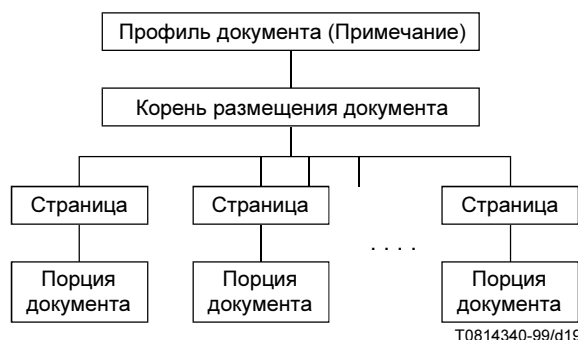 Профиль документа (Примечание)
Корень размещения документа
Страница Страница Страница
. . . .
Порция документа Порция документа Порция документа
T0814340-99/d19